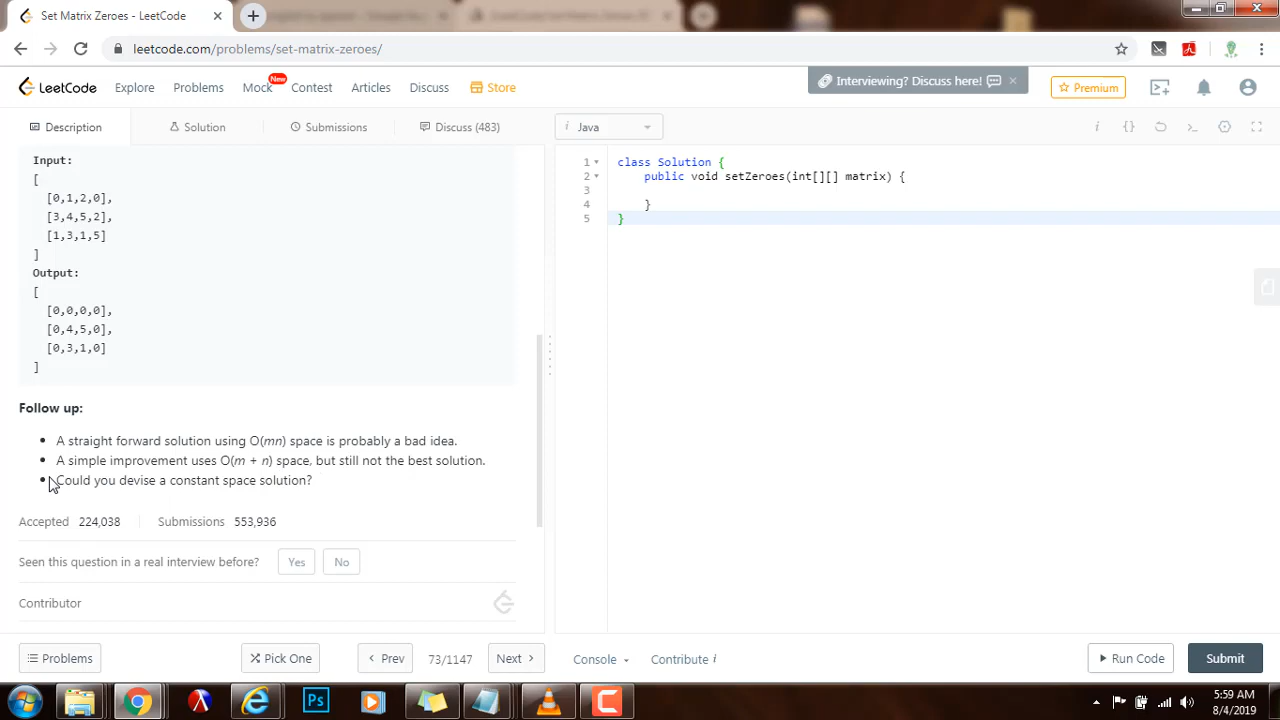 Set Matrix Zeroes - LeetCode
leetcode.com/problems/set-matrix-zeroes/
LeetCode Explore Problems Mock New Contest Articles Discuss Store Interviewing? Discuss here! Premium
Description Solution Submissions Discuss (483) i Java
Input:
[
[0,1,2,0],
[3,4,5,2],
[1,3,1,5]
]
Output:
[
[0,0,0,0],
[0,4,5,0],
[0,3,1,0]
]
Follow up:
• A straight forward solution using O(mn) space is probably a bad idea.
• A simple improvement uses O(m + n) space, but still not the best solution.
• Could you devise a constant space solution?
Accepted 224,038 Submissions 553,936
Seen this question in a real interview before? Yes No
Contributor
1 class Solution {
2 public void setZeroes(int[][] matrix) {
3
4 }
5 }
Problems Pick One Prev 73/1147 Next Console Contribute i Run Code Submit
Ps
5:59 AM
8/4/2019